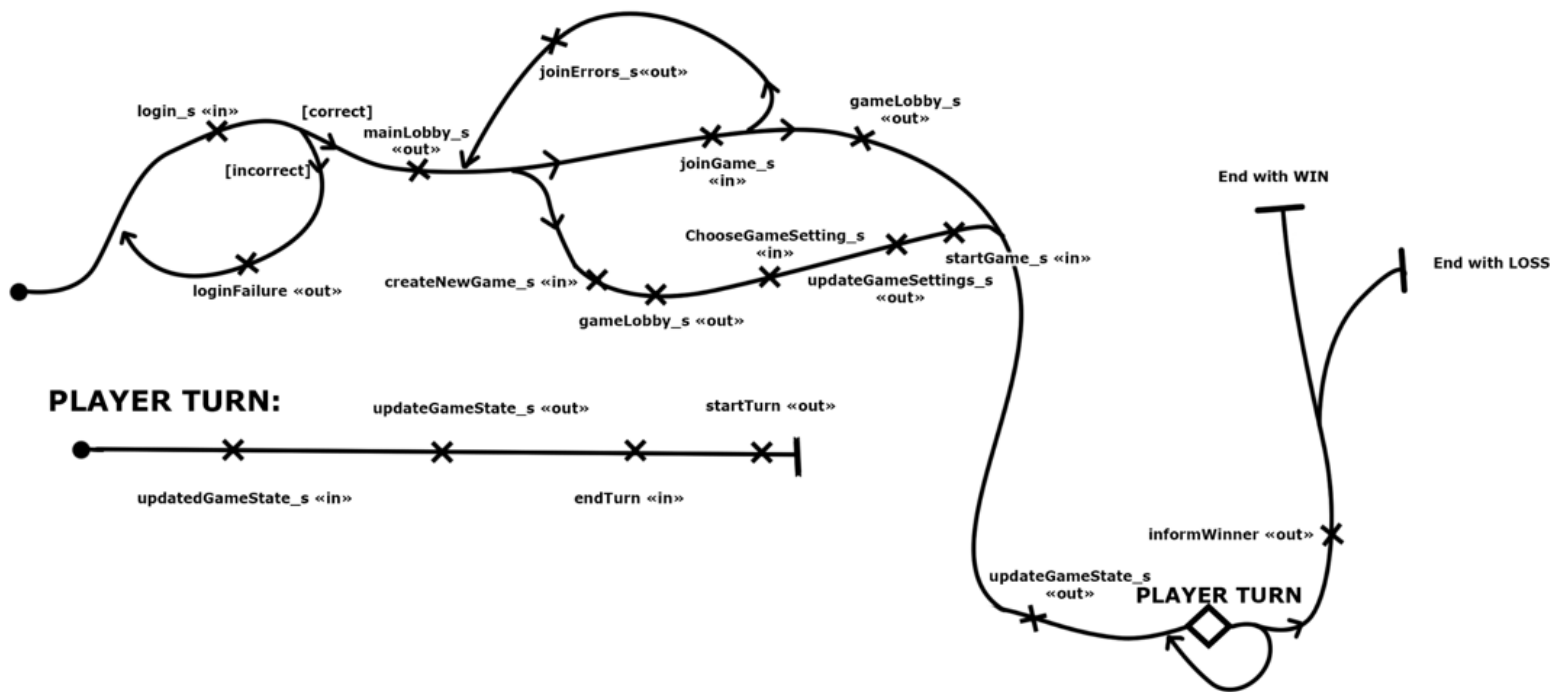 joinErrors_s«out»
login_s «in»
[correct]
gameLobby_s
«out»
mainLobby_s
«out»
[incorrect]
joinGame_s
«in»
End with WIN
ChooseGameSetting_s
«in»
startGame_s «in»
End with LOSS
loginFailure «out»
createNewGame_s «in»
updateGameSettings_s
«out»
gameLobby_s «out»
PLAYER TURN:
updateGameState_s «out»
startTurn «out»
updatedGameState_s «in»
endTurn «in»
informWinner «out»
updateGameState_s
«out»
PLAYER TURN